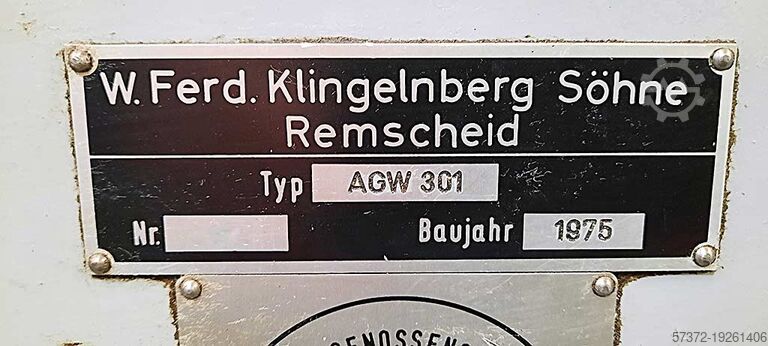 W. Ferd. Klingelnberg Söhne
Remscheid
Typ AGW 301
Nr.
Baujahr 1975
57372-19261406